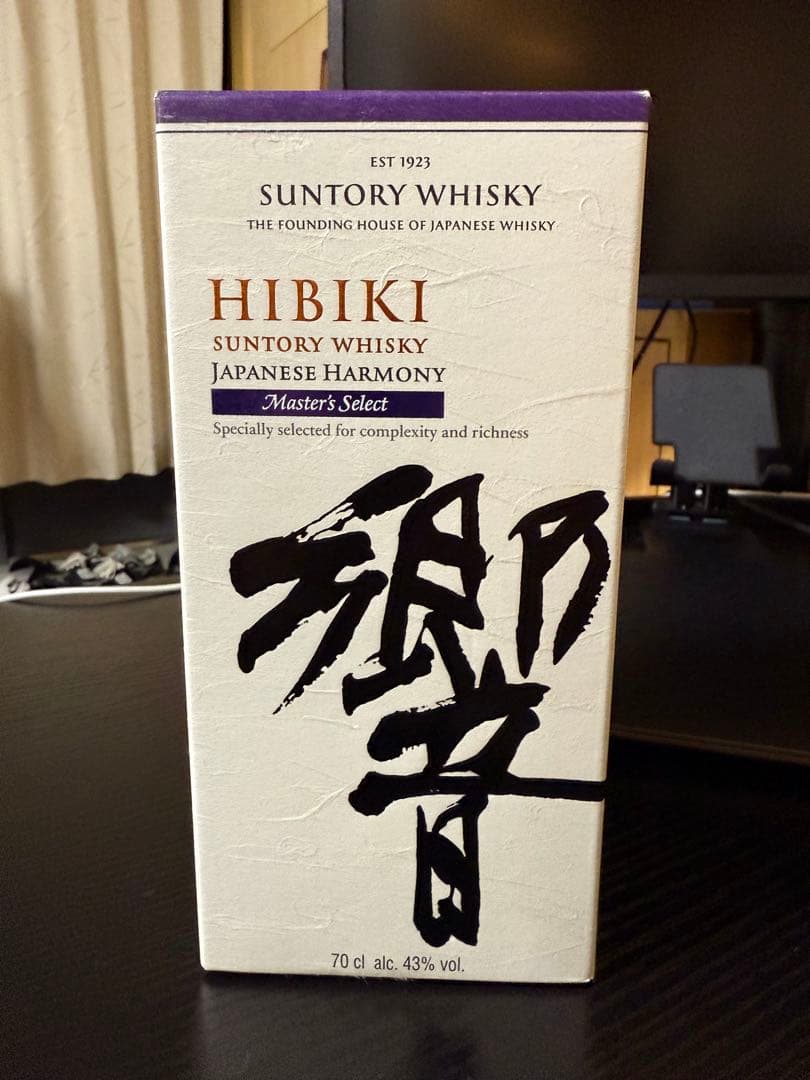 EST 1923
SUNTORY WHISKY
THE FOUNDING HOUSE OF JAPANESE WHISKY
HIBIKI
SUNTORY WHISKY
JAPANESE HARMONY
Master's Select
Specially selected for complexity and richness
響
70 cl alc. 43% vol.